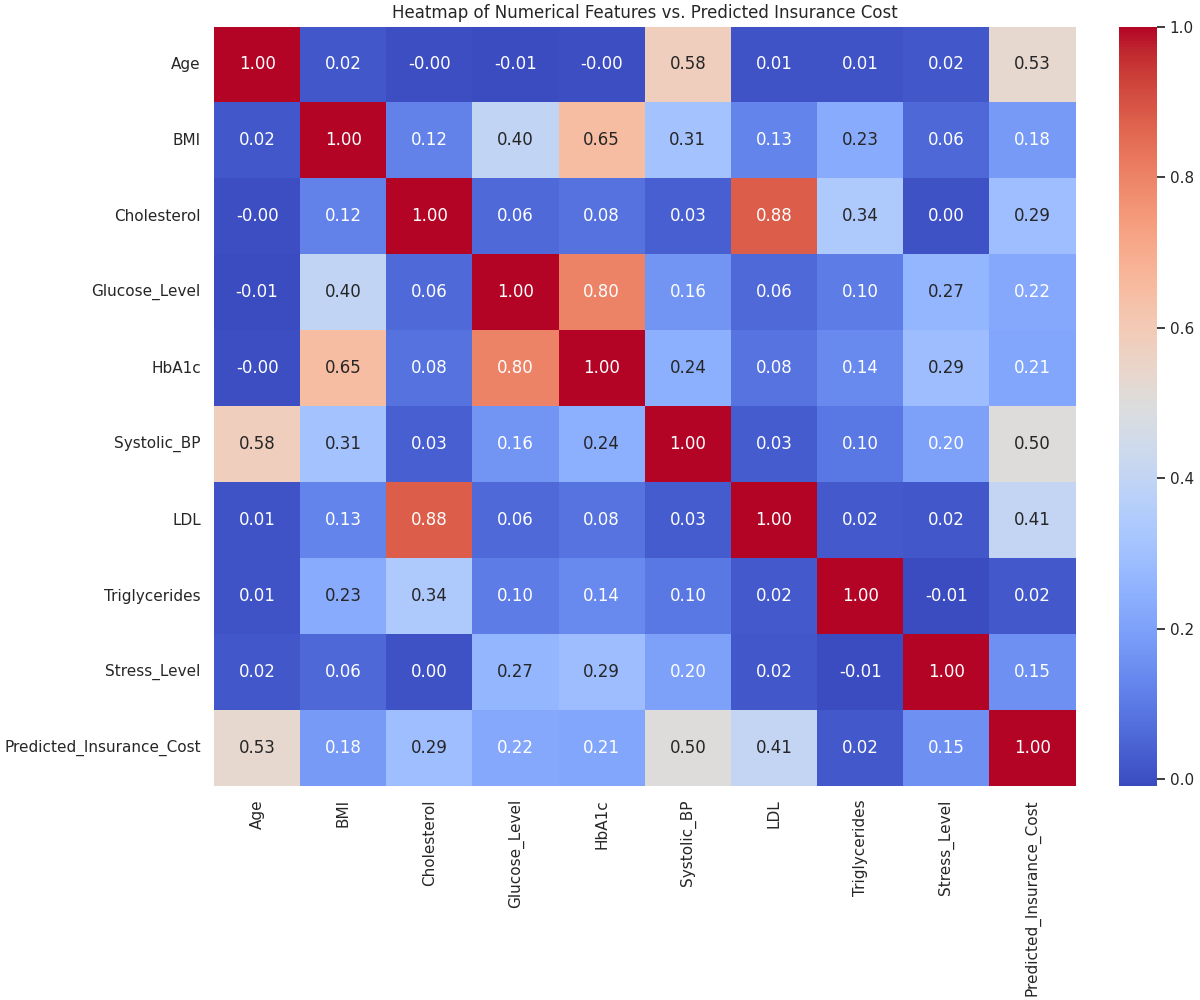 Heatmap of Numerical Features vs. Predicted Insurance Cost
Age 1.00 0.02 -0.00 -0.01 -0.00 0.58 0.01 0.01 0.02 0.53
BMI 0.02 1.00 0.12 0.40 0.65 0.31 0.13 0.23 0.06 0.18
Cholesterol -0.00 0.12 1.00 0.06 0.08 0.03 0.88 0.34 0.00 0.29
Glucose_Level -0.01 0.40 0.06 1.00 0.80 0.16 0.06 0.10 0.27 0.22
HbA1c -0.00 0.65 0.08 0.80 1.00 0.24 0.08 0.14 0.29 0.21
Systolic_BP 0.58 0.31 0.03 0.16 0.24 1.00 0.03 0.10 0.20 0.50
LDL 0.01 0.13 0.88 0.06 0.08 0.03 1.00 0.02 0.02 0.41
Triglycerides 0.01 0.23 0.34 0.10 0.14 0.10 0.02 1.00 -0.01 0.02
Stress_Level 0.02 0.06 0.00 0.27 0.29 0.20 0.02 -0.01 1.00 0.15
Predicted_Insurance_Cost 0.53 0.18 0.29 0.22 0.21 0.50 0.41 0.02 0.15 1.00
Age
BMI
Cholesterol
Glucose_Level
HbA1c
Systolic_BP
LDL
Triglycerides
Stress_Level
Predicted_Insurance_Cost
1.0
0.8
0.6
0.4
0.2
0.0